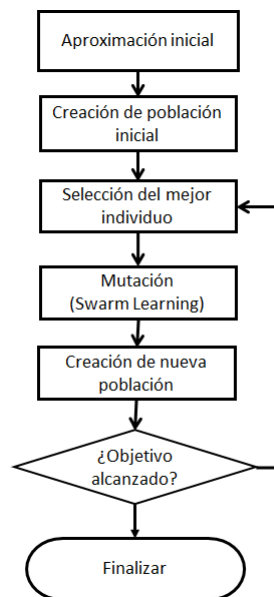 Aproximación inicial
Creación de población
inicial
Selección del mejor
individuo
Mutación
(Swarm Learning)
Creación de nueva
población
¿Objetivo
alcanzado?
Finalizar